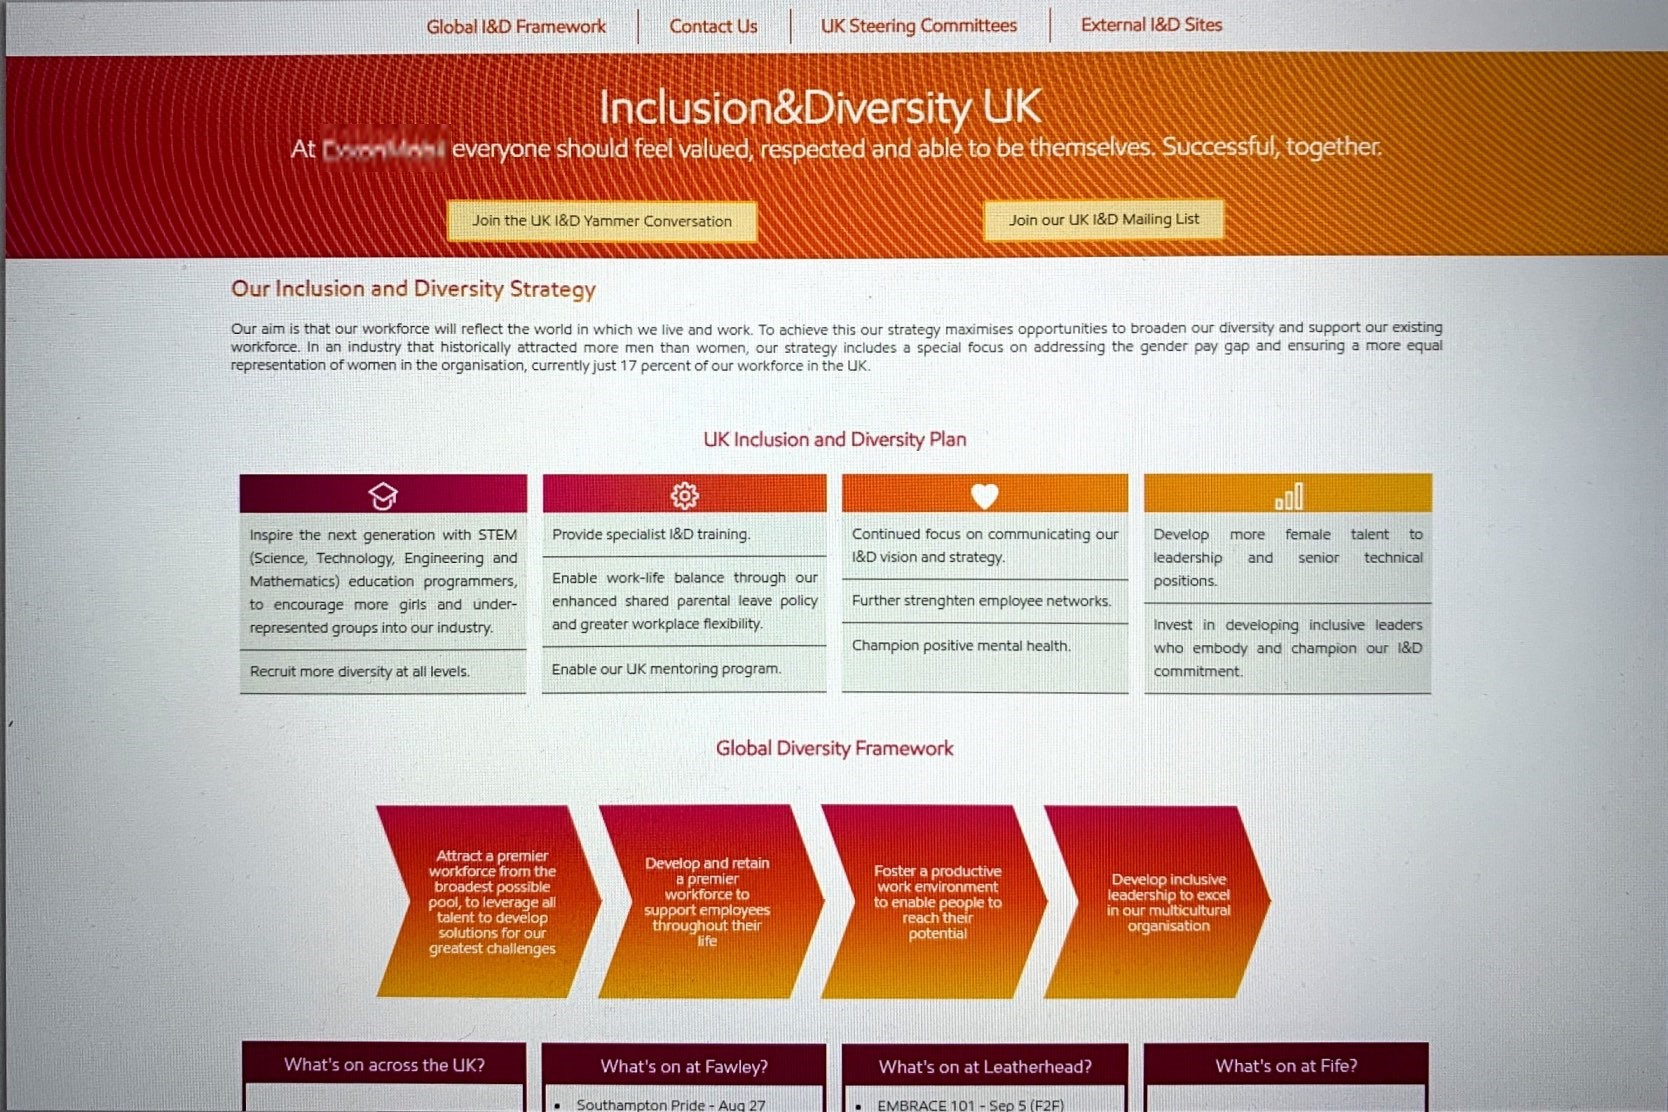 Global I&D Framework
Contact Us
UK Steering Committees
External I&D Sites
Inclusion&Diversity UK
At everyone should feel valued, respected and able to be themselves. Successful, together.
Join the UK I&D Yammer Conversation
Join our UK I&D Mailing List
Our Inclusion and Diversity Strategy
Our aim is that our workforce will reflect the world in which we live and work. To achieve this our strategy maximises opportunities to broaden our diversity and support our existing
workforce. In an industry that historically attracted more men than women, our strategy includes a special focus on addressing the gender pay gap and ensuring a more equal
representation of women in the organisation, currently just 17 percent of our workforce in the UK.
UK Inclusion and Diversity Plan
Inspire the next generation with STEM
(Science, Technology, Engineering and
Mathematics) education programmers,
to encourage more girls and under-
represented groups into our industry.
Recruit more diversity at all levels.
Provide specialist I&D training.
Enable work-life balance through our
enhanced shared parental leave policy
and greater workplace flexibility.
Enable our UK mentoring program.
Continued focus on communicating our
I&D vision and strategy.
Further strenghten employee networks.
Champion positive mental health.
Develop more female talent to
leadership and senior technical
positions.
Invest in developing inclusive leaders
who embody and champion our I&D
commitment.
Global Diversity Framework
Attract a premier
workforce from the
broadest possible
pool, to leverage all
talent to develop
solutions for our
greatest challenges
Develop and retain
a premier
workforce to
support employees
throughout their
life
Foster a productive
work environment
to enable people to
reach their
potential
Develop inclusive
leadership to excel
in our multicultural
organisation
What's on across the UK?
What's on at Fawley?
Southampton Pride - Aug 27
What's on at Leatherhead?
EMBRACE 101 - Sep 5 (F2F)
What's on at Fife?